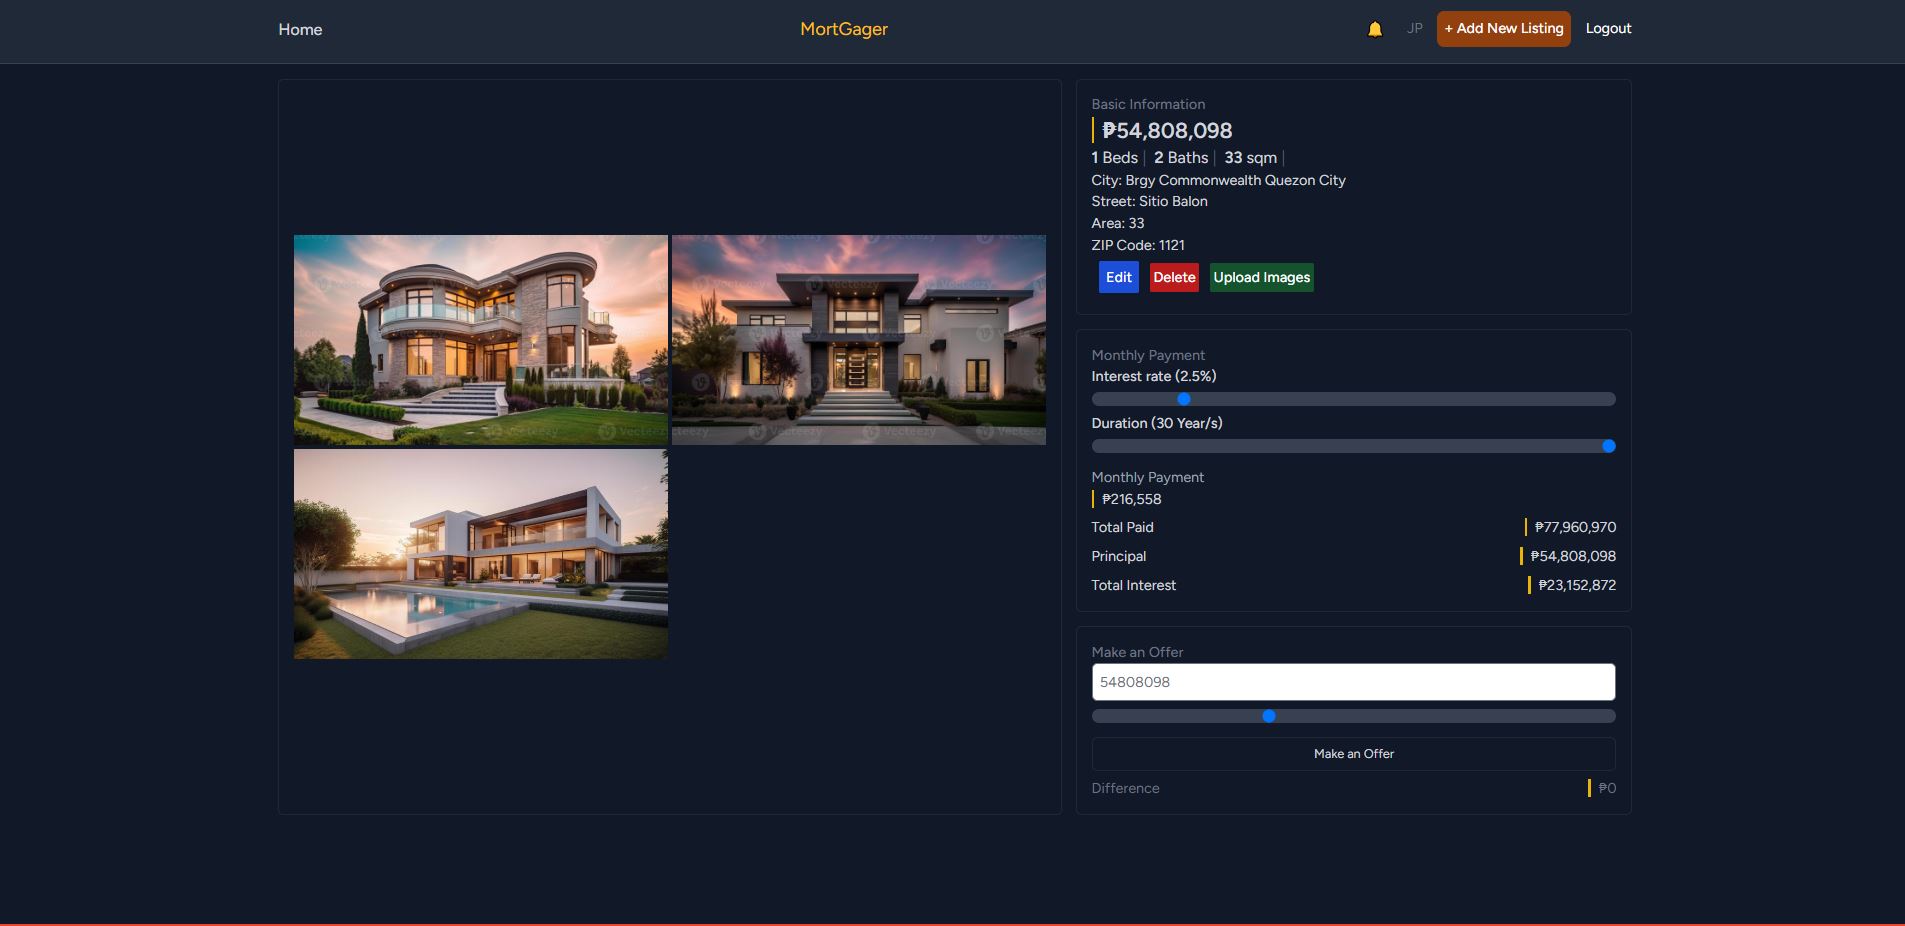 Home
MortGager
JP
+ Add New Listing
Logout
Vecteezy
Basic Information
₱54,808,098
1 Beds | 2 Baths | 33 sqm |
City: Brgy Commonwealth Quezon City
Street: Sitio Balon
Area: 33
ZIP Code: 1121
Edit
Delete
Upload Images
Monthly Payment
Interest rate (2.5%)
Duration (30 Year/s)
Monthly Payment
₱216,558
Total Paid ₱77,960,970
Principal ₱54,808,098
Total Interest ₱23,152,872
Make an Offer
54808098
Make an Offer
Difference ₱0